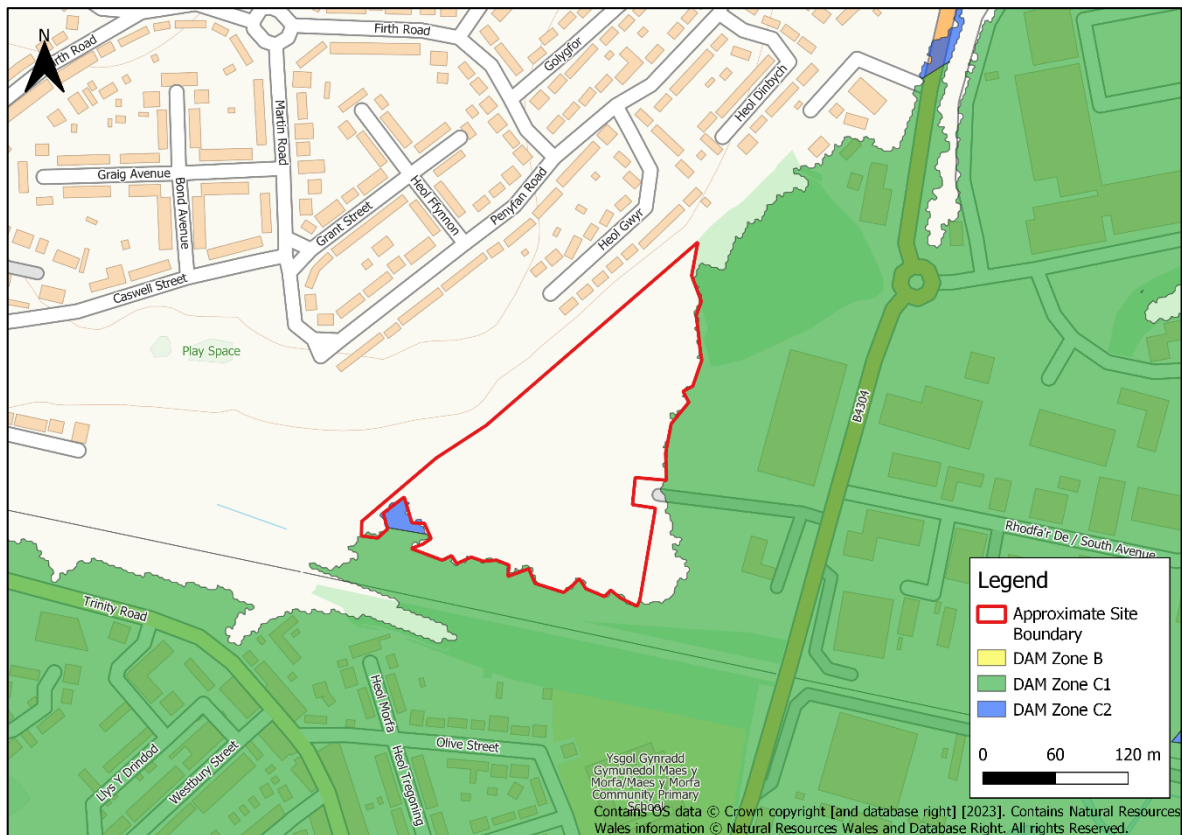 N
Firth Road
Firth Road
Golygfor
Heol Dinbych
Martin Road
Graig Avenue
Bond Avenue
Grant Street
Heol Ffynnon
Penyfan Road
Heol Gwyr
Caswell Street
Play Space
B4304
Rhodfa'r De / South Avenue
Trinity Road
Heol Morfa
Heol Tregoning
Olive Street
Llys Y Drindod
Westbury Street
Ysgol Gynradd
Gymunedol Maes y
Morfa/Maes y Morfa
Community Primary
School
Legend
Approximate Site
Boundary
DAM Zone B
DAM Zone C1
DAM Zone C2
0 60 120 m
Contains OS data © Crown copyright [and database right] [2023]. Contains Natural Resources
Wales information © Natural Resources Wales and Database Right. All rights Reserved.